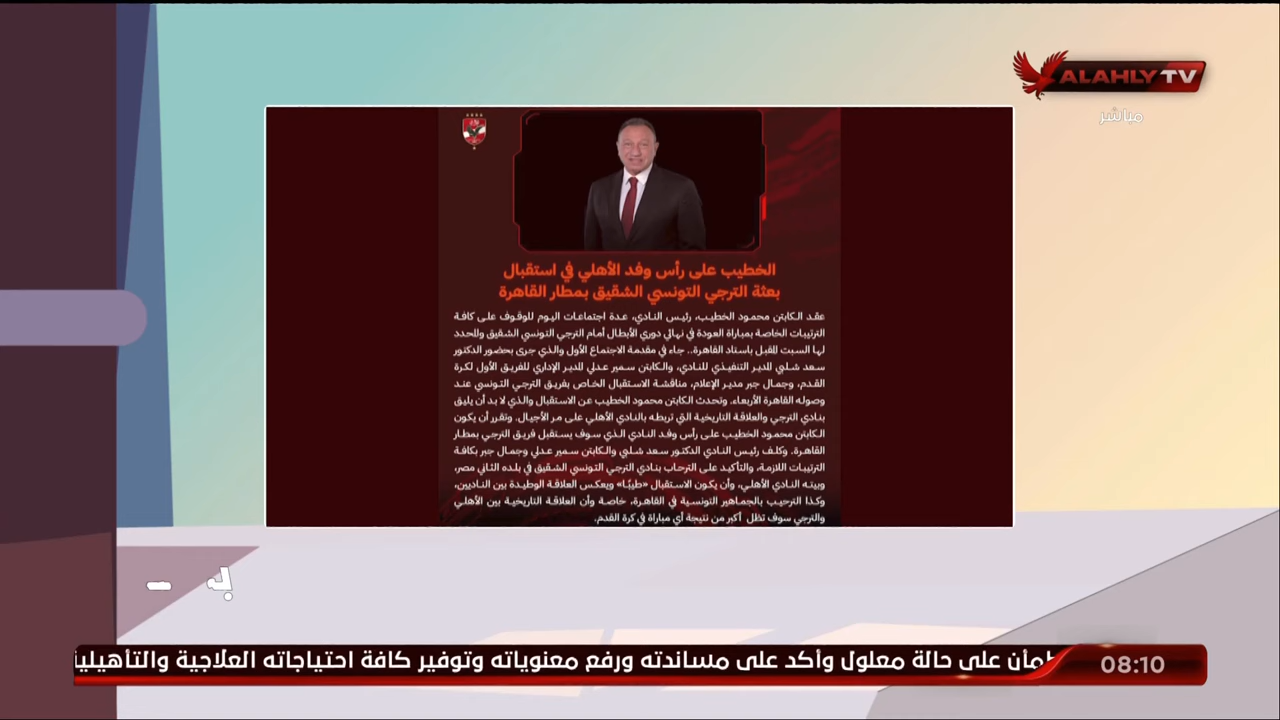 ALAHLY TV
مباشر
الخطيب على رأس وفد الأهلي في استقبال
بعثة الترجي التونسي الشقيق بمطار القاهرة
عقد الكابتن محمود الخطيب، رئيس النادي، عدة اجتماعات اليوم للوقوف على كافة
الترتيبات الخاصة بمباراة العودة في نهائي دوري الأبطال أمام الترجي التونسي الشقيق والمحدد
لها السبت المقبل باستاد القاهرة.. جاء في مقدمة الاجتماع الأول والذي جرى بحضور الدكتور
سعد شلبي المدير التنفيذي للنادي، والكابتن سمير عدلي المدير الإداري للفريق الأول لكرة
القدم، وجمال جبر مدير الإعلام، مناقشة الاستقبال الخاص بفريق الترجي التونسي عند
وصوله القاهرة الأربعاء. وتحدث الكابتن محمود الخطيب عن الاستقبال والذي لا بد أن يليق
بنادي الترجي والعلاقة التاريخية التي تربطه بالنادي الأهلي على مر الأجيال. وتقرر أن يكون
الكابتن محمود الخطيب على رأس وفد النادي الذي سوف يستقبل فريق الترجي بمطار
القاهرة. وكلف رئيس النادي الدكتور سعد شلبي والكابتن سمير عدلي وجمال جبر بكافة
الترتيبات اللازمة، والتأكيد على الترحاب بنادي الترجي التونسي الشقيق في بلده الثاني مصر،
وبيته النادي الأهلي، وأن يكون الاستقبال «طيبًا» ويعكس العلاقة الوطيدة بين الناديين،
وكذا الترحيب بالجماهير التونسية في القاهرة، خاصة وأن العلاقة التاريخية بين الأهلي
والترجي سوف تظل أكبر من نتيجة أي مباراة في كرة القدم.
على حالة معلول وأكد على مساندته ورفع معنوياته وتوفير كافة احتياجاته العلاجية
08:10